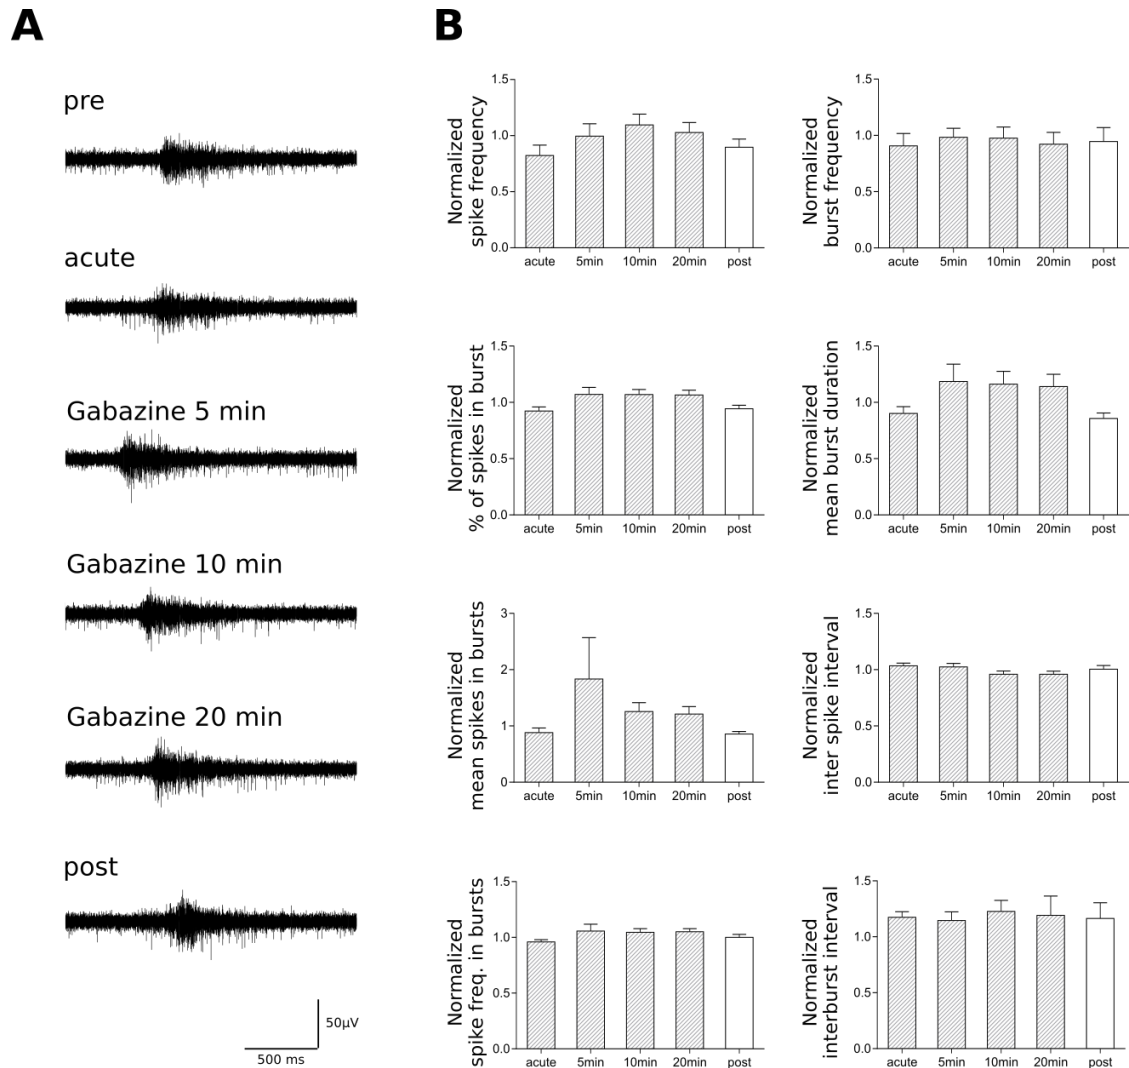 A
pre
acute
Gabazine 5 min
Gabazine 10 min
Gabazine 20 min
post
50µV
500 ms
B
Normalized
spike frequency
1.5
1.0
0.5
0.0
acute 5min 10min 20min post
Normalized
burst frequency
1.5
1.0
0.5
0.0
acute 5min 10min 20min post
Normalized
% of spikes in burst
1.5
1.0
0.5
0.0
acute 5min 10min 20min post
Normalized
mean burst duration
1.5
1.0
0.5
0.0
acute 5min 10min 20min post
Normalized
mean spikes in bursts
3
2
1
0
acute 5min 10min 20min post
Normalized
inter spike interval
1.5
1.0
0.5
0.0
acute 5min 10min 20min post
Normalized
spike freq. in bursts
1.5
1.0
0.5
0.0
acute 5min 10min 20min post
Normalized
interburst interval
1.5
1.0
0.5
0.0
acute 5min 10min 20min post